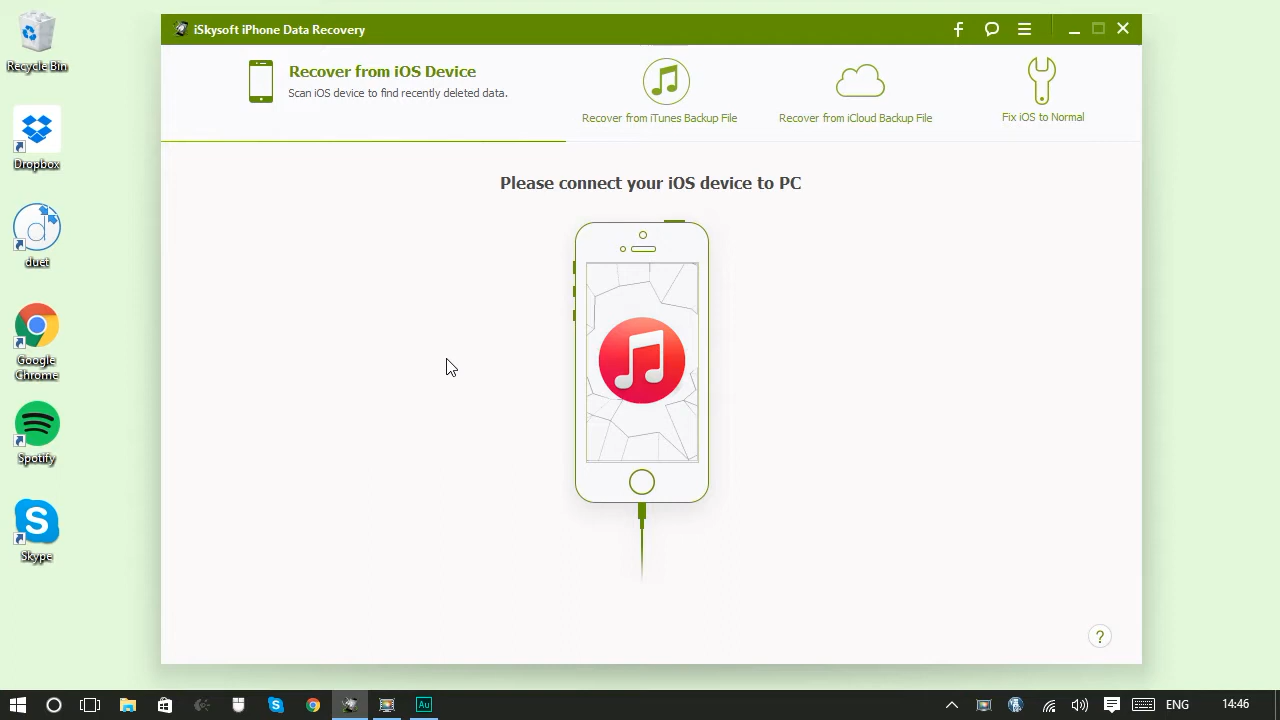 iSkysoft iPhone Data Recovery
Recover from iOS Device
Scan iOS device to find recently deleted data.
Recover from iTunes Backup File
Recover from iCloud Backup File
Fix iOS to Normal
Please connect your iOS device to PC
?
Recycle Bin
Dropbox
duet
Google
Chrome
Spotify
Skype
Au
ENG
14:46